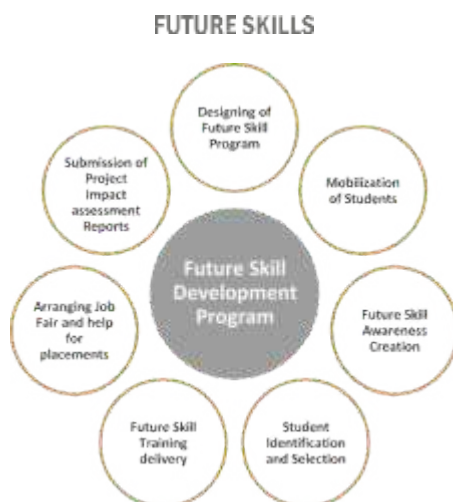 FUTURE SKILLS
Designing of
Future Skill
Program
Mobilization
of Students
Future Skill
Awareness
Creation
Student
Identification
and Selection
Future Skill
Training
delivery
Arranging Job
Fair and help
for
placements
Submission of
Project
Impact
assessment
Reports
Future Skill
Development
Program